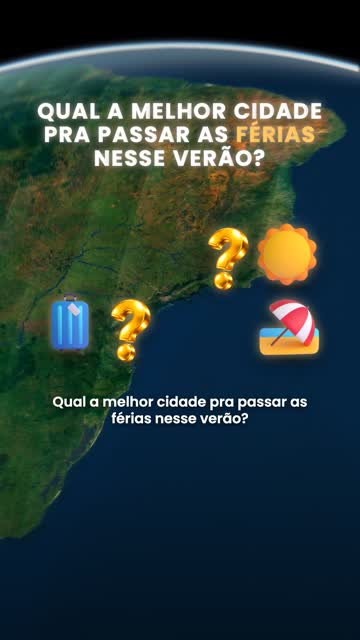 QUAL A MELHOR CIDADE
PRA PASSAR AS FÉRIAS
NESSE VERÃO?
Qual a melhor cidade pra passar as
férias nesse verão?